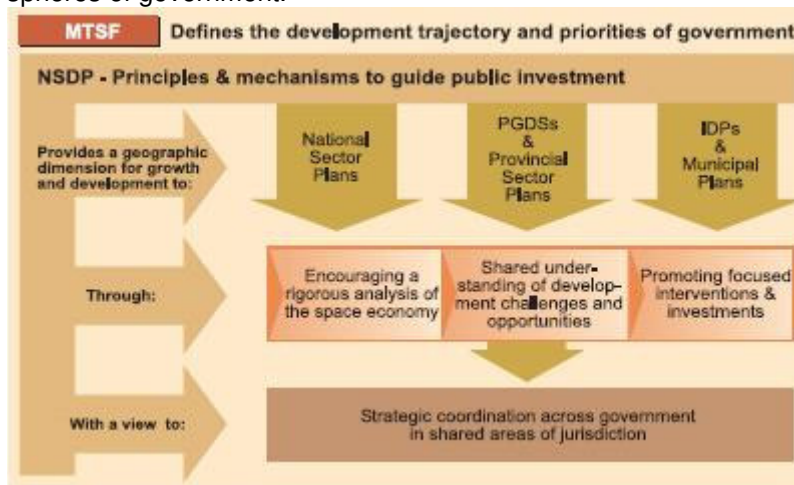 spheres of government.
MTSF Defines the development trajectory and priorities of government
NSDP - Principles & mechanisms to guide public investment
Provides a geographic
dimension for growth
and development to:
National
Sector
Plans
PGDSs
&
Provincial
Sector
Plans
IDPs
&
Municipal
Plans
Through:
Encouraging a
rigorous analysis of
the space economy
Shared under-
standing of develop-
ment challenges and
opportunities
Promoting focused
interventions &
investments
With a view to:
Strategic coordination across government
in shared areas of jurisdiction